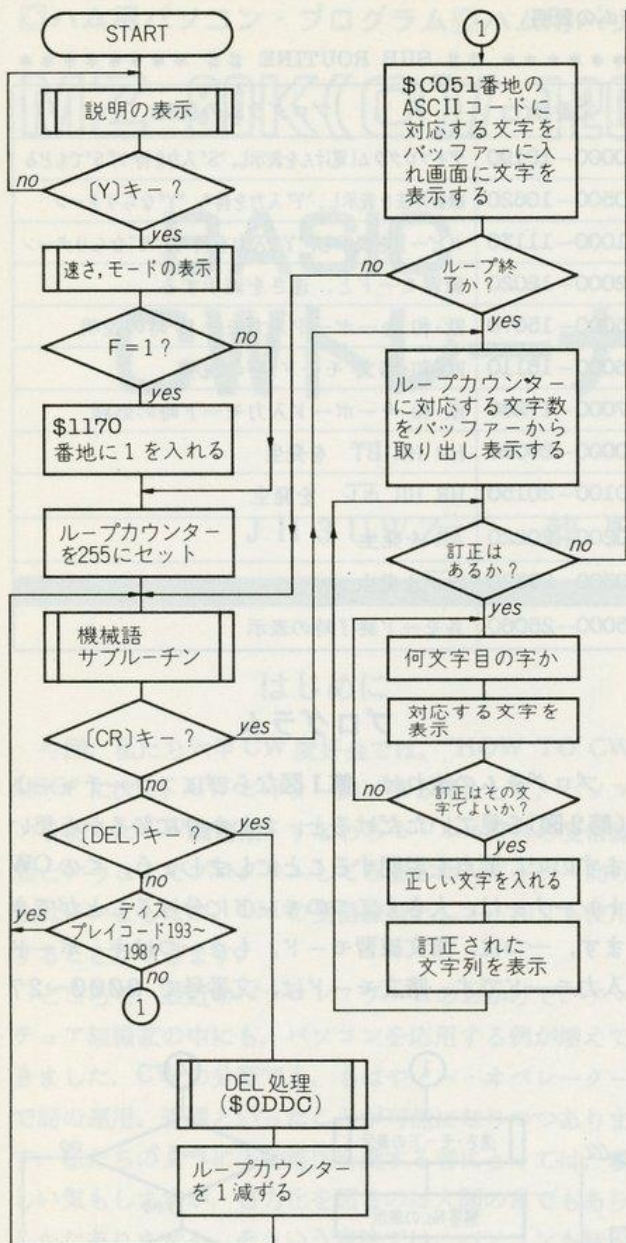 START
説明の表示
〔Y〕キー？
no
yes
速さ,モードの表示
F＝1？
no
yes
$1170
番地に1を入れる
ループカウンター
を255にセット
機械語
サブルーチン
〔CR〕キー？
yes
no
〔DEL〕キー？
yes
no
ディス
プレイコード193～
198？
yes
no
①
DEL処理
($0DDC)
ループカウンター
を1減ずる
①
$C051番地の
ASCIIコードに
対応する文字を
バッファーに入
れ画面に文字を
表示する
ループ終
了か？
no
yes
ループカウンター
に対応する文字数
をバッファーから
取り出し表示する
訂正は
あるか？
no
yes
何文字目の字か
対応する文字を
表示
訂正はその文
字でよいか？
no
yes
正しい文字を入れる
訂正された
文字列を表示